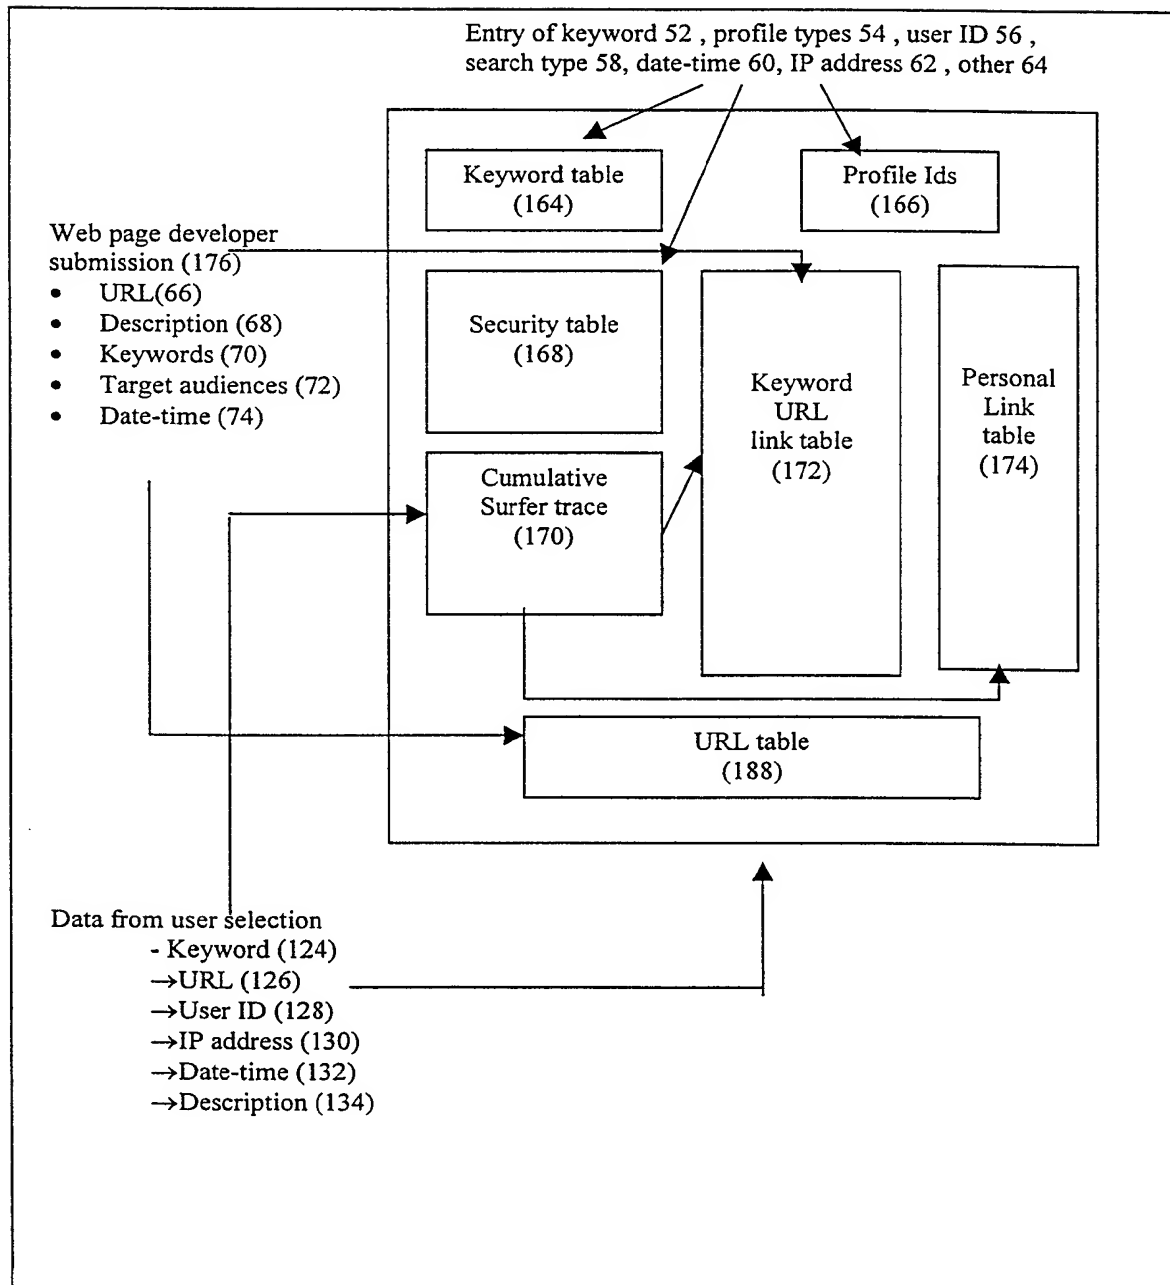 Entry of keyword 52 , profile types 54 , user ID 56 ,
search type 58, date-time 60, IP address 62 , other 64
Keyword table
(164)
Profile Ids
(166)
Web page developer
submission (176)
• URL(66)
• Description (68)
• Keywords (70)
• Target audiences (72)
• Date-time (74)
Security table
(168)
Keyword
URL
link table
(172)
Personal
Link
table
(174)
Cumulative
Surfer trace
(170)
URL table
(188)
Data from user selection
- Keyword (124)
→URL (126)
→User ID (128)
→IP address (130)
→Date-time (132)
→Description (134)